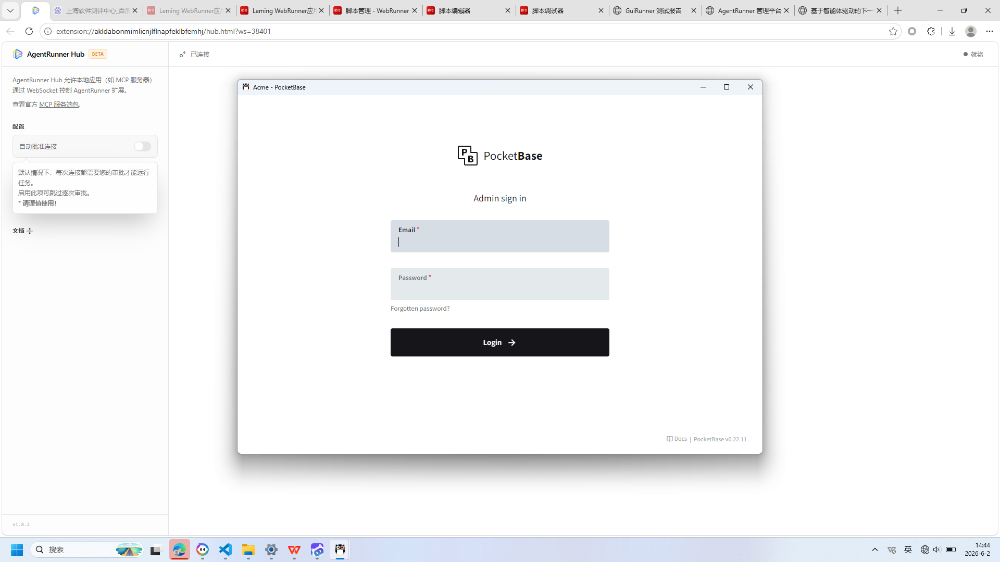 上海软件测评中心_百度
Leming WebRunner应用
Leming WebRunner应用
脚本管理 - WebRunner
脚本编辑器
脚本调试器
GuiRunner 测试报告
AgentRunner 管理平台
基于智能体驱动的下一
extension://akldabonmimlicnjlflnapfeklbfemhj/hub.html?ws=38401
AgentRunner Hub BETA
已连接
就绪
AgentRunner Hub 允许本地应用（如 MCP 服务器）
通过 WebSocket 控制 AgentRunner 扩展。
查看官方 MCP 服务端包。
配置
自动批准连接
默认情况下，每次连接都需要您的审批才能运行
任务。
启用此项可跳过逐次审批。
* 请谨慎使用！
文档
v1.8.2
Acme - PocketBase
PB PocketBase
Admin sign in
Email *
Password *
Forgotten password?
Login
Docs | PocketBase v0.22.11
搜索
英
14:44
2026-6-2